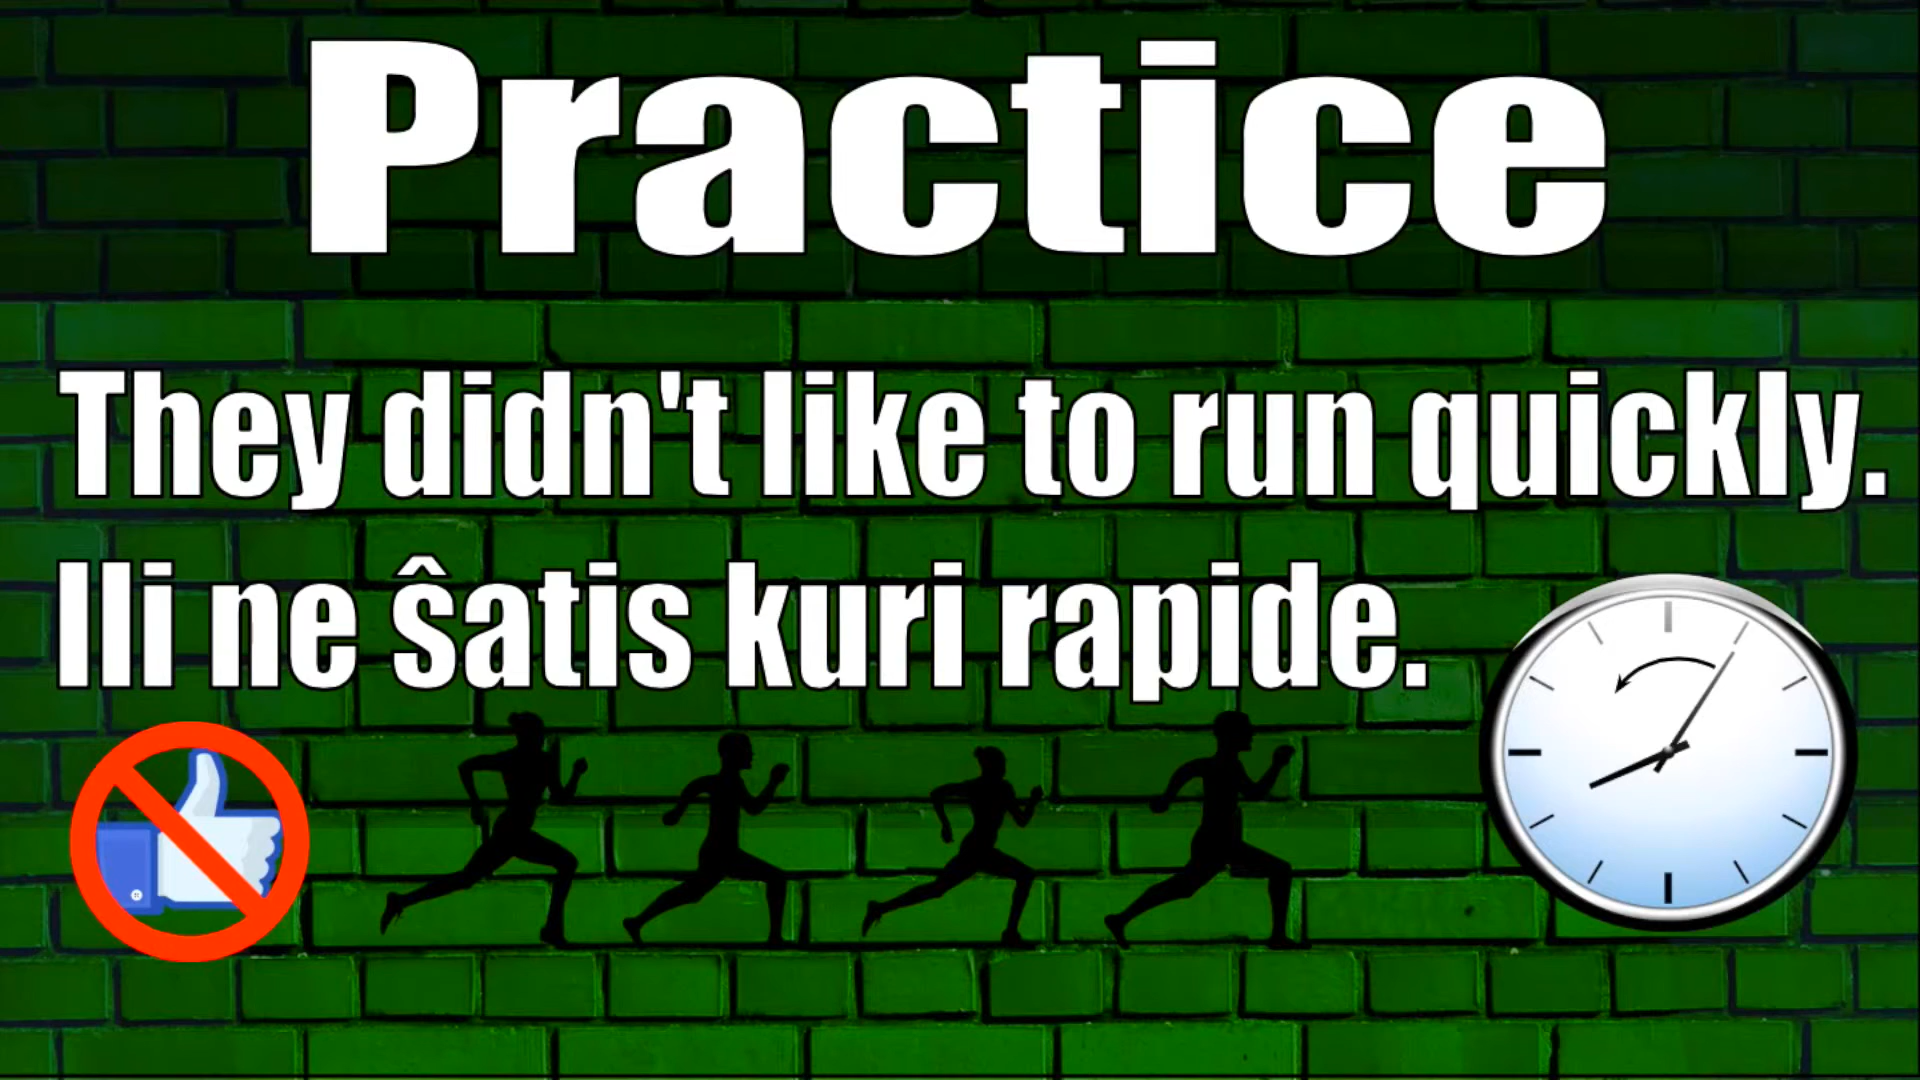 Practice
They didn't like to run quickly.
Ili ne ŝatis kuri rapide.